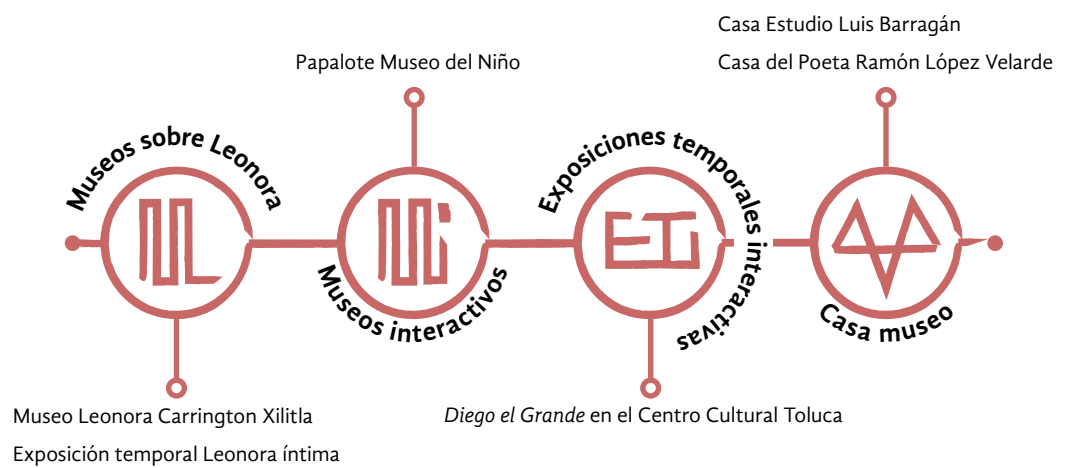 Casa Estudio Luis Barragán
Casa del Poeta Ramón López Velarde
Papalote Museo del Niño
Museos sobre Leonora
Museos interactivos
Exposiciones temporales interactivas
Casa museo
Museo Leonora Carrington Xilitla
Exposición temporal Leonora íntima
Diego el Grande en el Centro Cultural Toluca